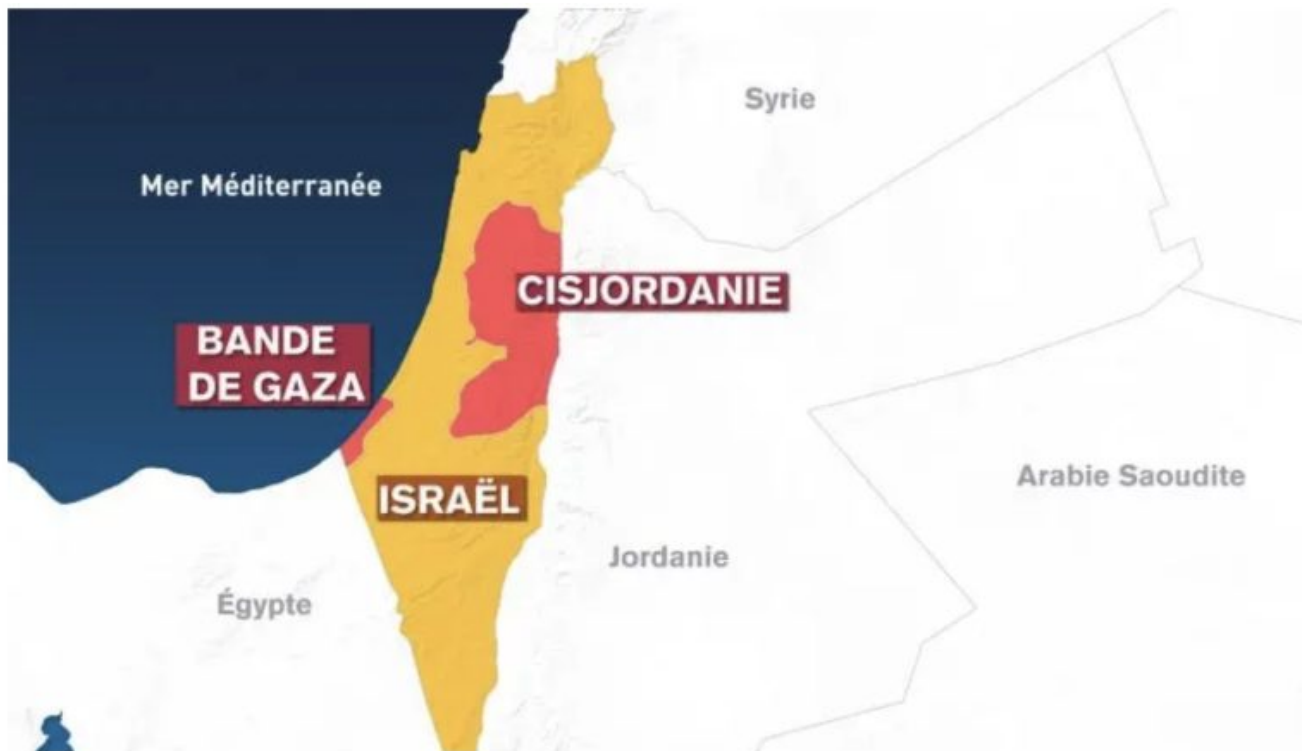 Syrie
Mer Méditerranée
CISJORDANIE
BANDE
DE GAZA
Arabie Saoudite
ISRAËL
Jordanie
Égypte